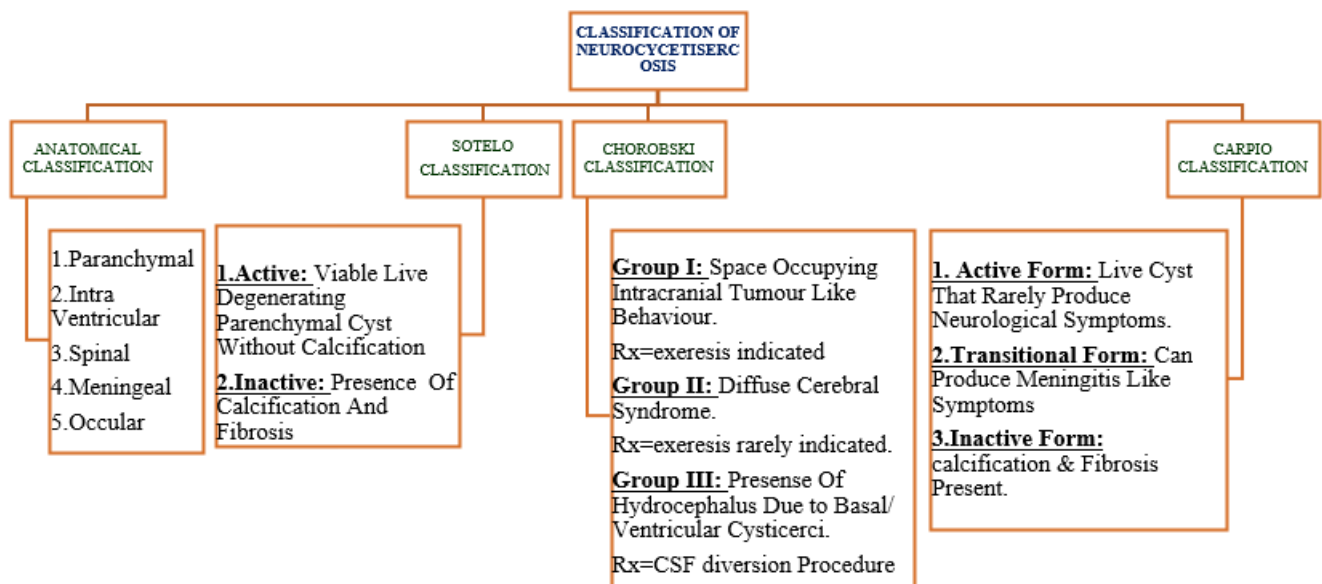 CLASSIFICATION OF
NEUROCYCETISERC
OSIS
ANATOMICAL
CLASSIFICATION
SOTELO
CLASSIFICATION
CHOROBSKI
CLASSIFICATION
CARPIO
CLASSIFICATION
1.Paranchymal
2.Intra
Ventricular
3.Spinal
4.Meningeal
5.Occular
1.Active: Viable Live
Degenerating
Parenchymal Cyst
Without Calcification
2.Inactive: Presence Of
Calcification And
Fibrosis
Group I: Space Occupying
Intracranial Tumour Like
Behaviour.
Rx=exeresis indicated
Group II: Diffuse Cerebral
Syndrome.
Rx=exeresis rarely indicated.
Group III: Presense Of
Hydrocephalus Due to Basal/
Ventricular Cysticerci.
Rx=CSF diversion Procedure
1. Active Form: Live Cyst
That Rarely Produce
Neurological Symptoms.
2.Transitional Form: Can
Produce Meningitis Like
Symptoms
3.Inactive Form:
calcification & Fibrosis
Present.